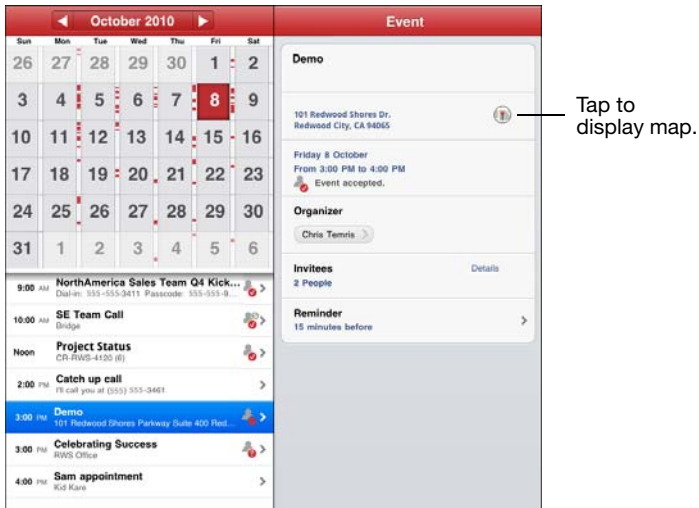 October 2010
Sun Mon Tue Wed Thu Fri Sat
26 27 28 29 30 1 2
3 4 5 6 7 8 9
10 11 12 13 14 15 16
17 18 19 20 21 22 23
24 25 26 27 28 29 30
31 1 2 3 4 5 6
9:00 AM NorthAmerica Sales Team Q4 Kick...
Dial-in: 555-555-3411 Passcode: 555-555-9...
10:00 AM SE Team Call
Bridge
Noon Project Status
CR-RWS-4120 (6)
2:00 PM Catch up call
I'll call you at (555) 555-3461
3:00 PM Demo
101 Redwood Shores Parkway Suite 400 Red...
3:00 PM Celebrating Success
RWS Office
4:00 PM Sam appointment
Kid Kare
Event
Demo
101 Redwood Shores Dr.
Redwood City, CA 94065
Friday 8 October
From 3:00 PM to 4:00 PM
Event accepted.
Organizer
Chria Temris
Invitees Details
2 People
Reminder
15 minutes before
Tap to
display map.